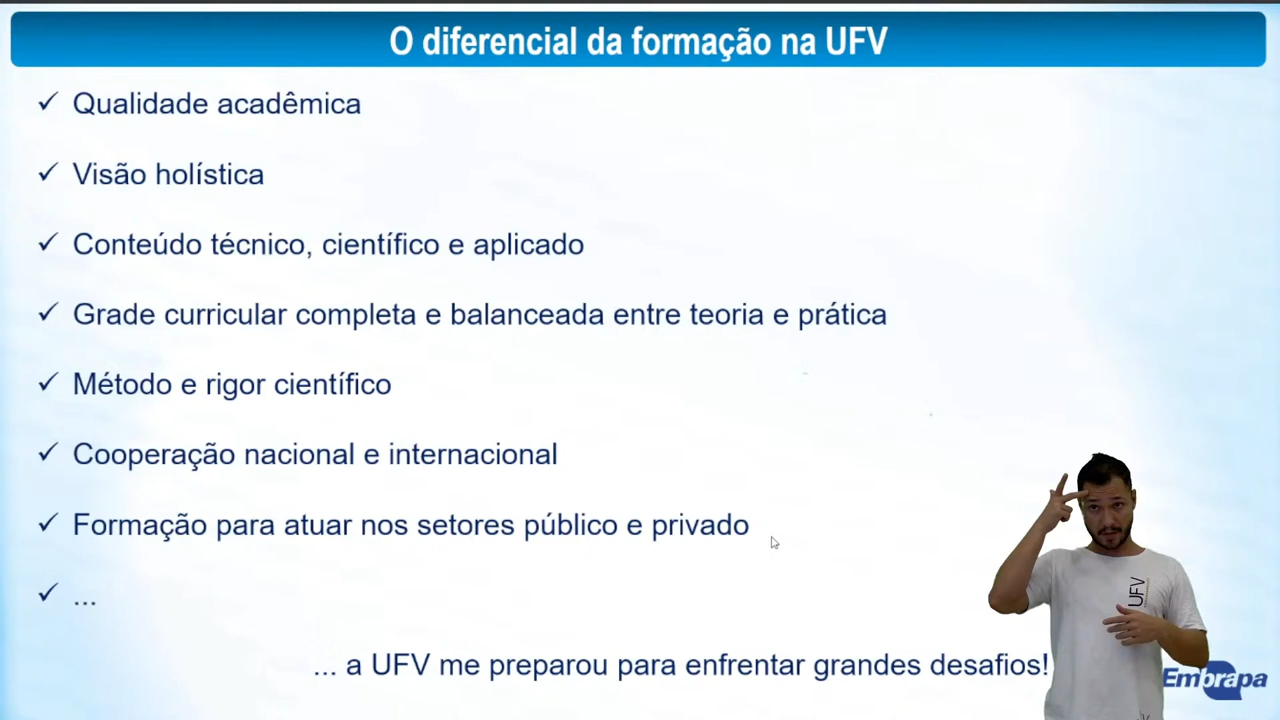 O diferencial da formação na UFV
✓ Qualidade acadêmica
✓ Visão holística
✓ Conteúdo técnico, científico e aplicado
✓ Grade curricular completa e balanceada entre teoria e prática
✓ Método e rigor científico
✓ Cooperação nacional e internacional
✓ Formação para atuar nos setores público e privado
✓ ...
... a UFV me preparou para enfrentar grandes desafios!
UFV
Embrapa